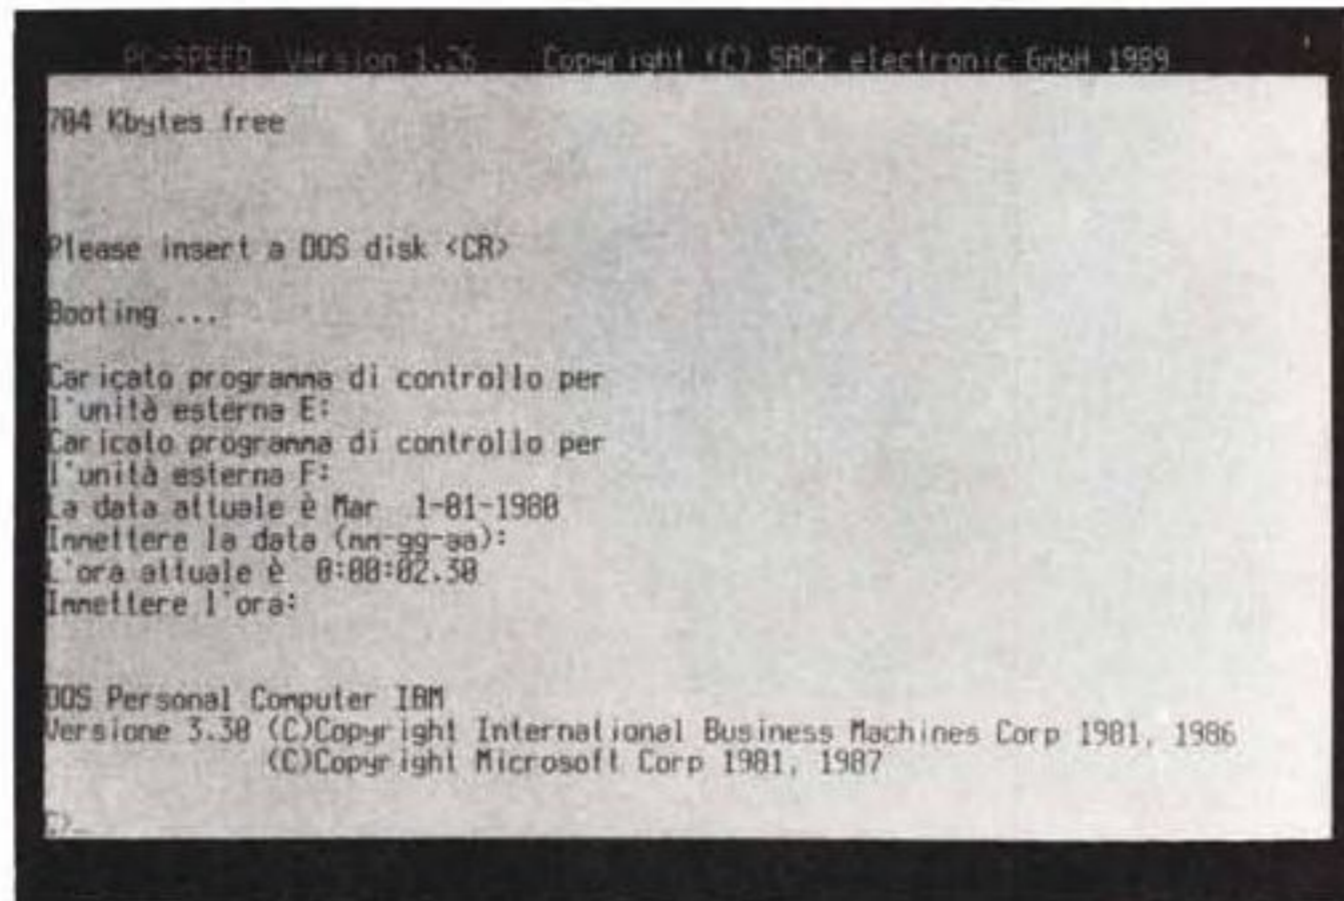 PC-SPEED Version 1.26 Copyright (C) SACK electronic GmbH 1989
704 Kbytes free
Please insert a DOS disk <CR>
Booting ...
Caricato programma di controllo per
l'unità esterna E:
Caricato programma di controllo per
l'unità esterna F:
La data attuale è Mar 1-01-1980
Immettere la data (mm-gg-aa):
L'ora attuale è 0:00:02.30
Immettere l'ora:
DOS Personal Computer IBM
Versione 3.30 (C)Copyright International Business Machines Corp 1981, 1986
(C)Copyright Microsoft Corp 1981, 1987
C>_